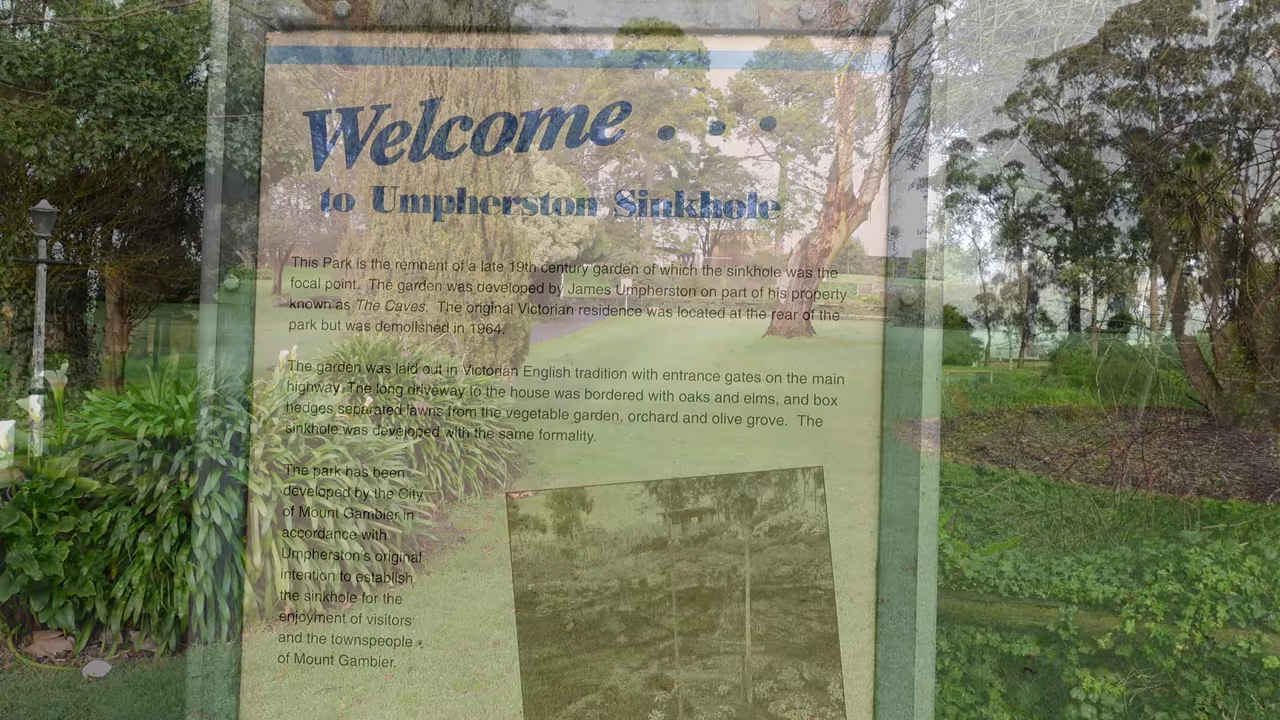 Welcome . . .
to Umpherston Sinkhole
This Park is the remnant of a late 19th century garden of which the sinkhole was the
focal point. The garden was developed by James Umpherston on part of his property
known as The Caves. The original Victorian residence was located at the rear of the
park but was demolished in 1964.
The garden was laid out in Victorian English tradition with entrance gates on the main
highway. The long driveway to the house was bordered with oaks and elms, and box
hedges separated lawns from the vegetable garden, orchard and olive grove. The
sinkhole was developed with the same formality.
The park has been
developed by the City
of Mount Gambier in
accordance with
Umpherston's original
intention to establish
the sinkhole for the
enjoyment of visitors
and the townspeople
of Mount Gambier.